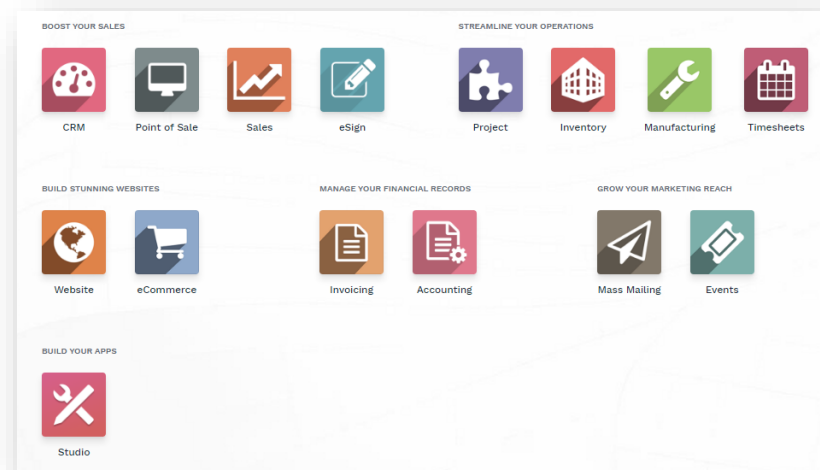 BOOST YOUR SALES
STREAMLINE YOUR OPERATIONS
CRM
Point of Sale
Sales
eSign
Project
Inventory
Manufacturing
Timesheets
BUILD STUNNING WEBSITES
MANAGE YOUR FINANCIAL RECORDS
GROW YOUR MARKETING REACH
Website
eCommerce
Invoicing
Accounting
Mass Mailing
Events
BUILD YOUR APPS
Studio